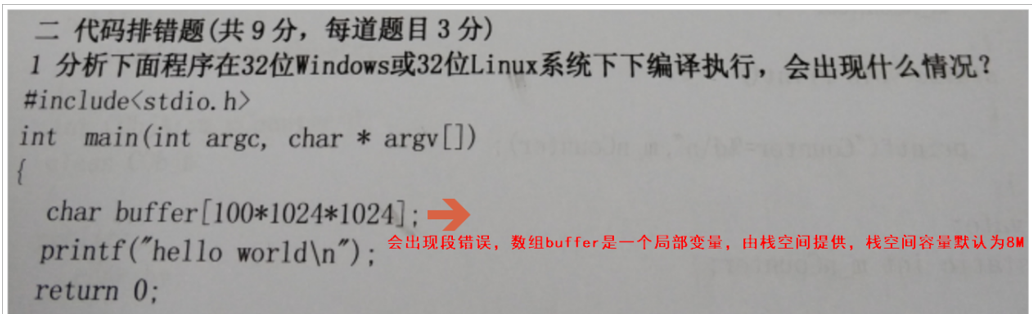 二 代码排错题(共9分，每道题目3分)
1 分析下面程序在32位Windows或32位Linux系统下下编译执行，会出现什么情况？
#include<stdio.h>
int main(int argc, char * argv[])
{
char buffer[100*1024*1024];
会出现段错误，数组buffer是一个局部变量，由栈空间提供，栈空间容量默认为8M
printf("hello world\n");
return 0;